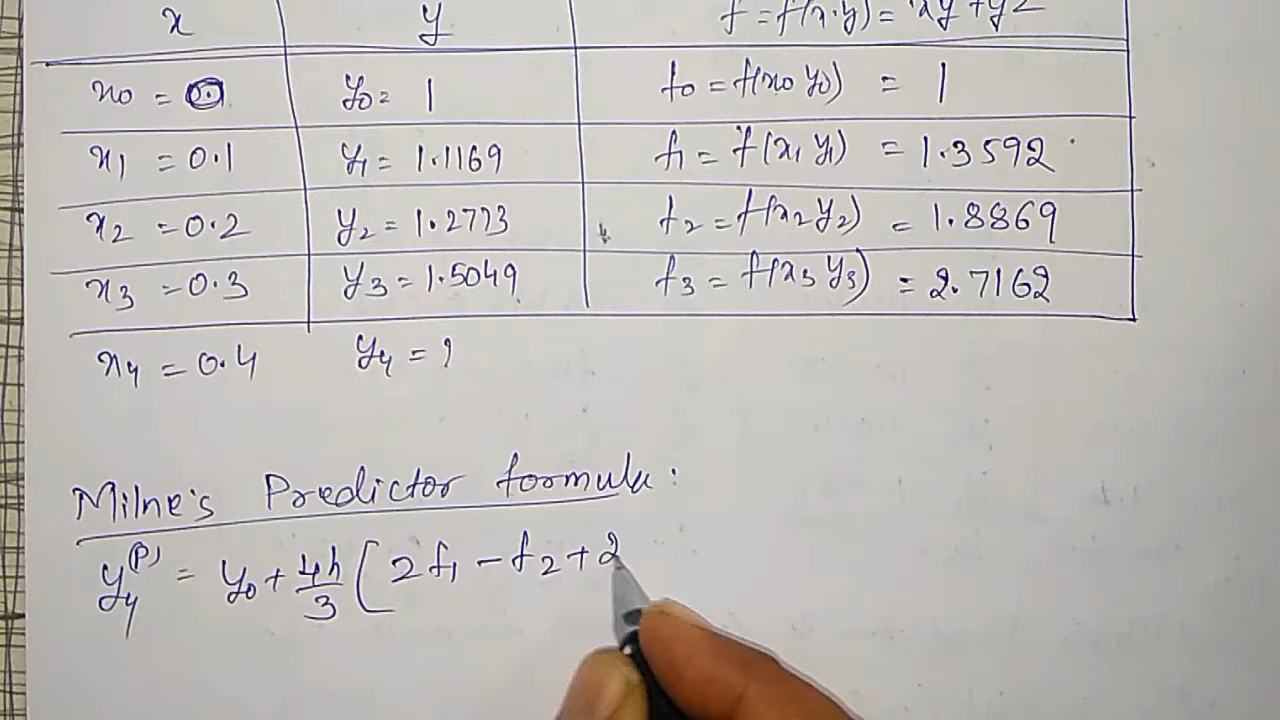 x y f = f(x.y) = xy + y2
x0 = 0 y0 = 1 f0 = f(x0 y0) = 1
x1 = 0.1 y1 = 1.1169 f1 = f(x1 y1) = 1.3592
x2 = 0.2 y2 = 1.2773 f2 = f(x2 y2) = 1.8869
x3 = 0.3 y3 = 1.5049 f3 = f(x3 y3) = 2.7162
x4 = 0.4 y4 = ?
Milne's Predictor formula:
y4^(P) = y0 + 4h/3 [ 2f1 - f2 + 2